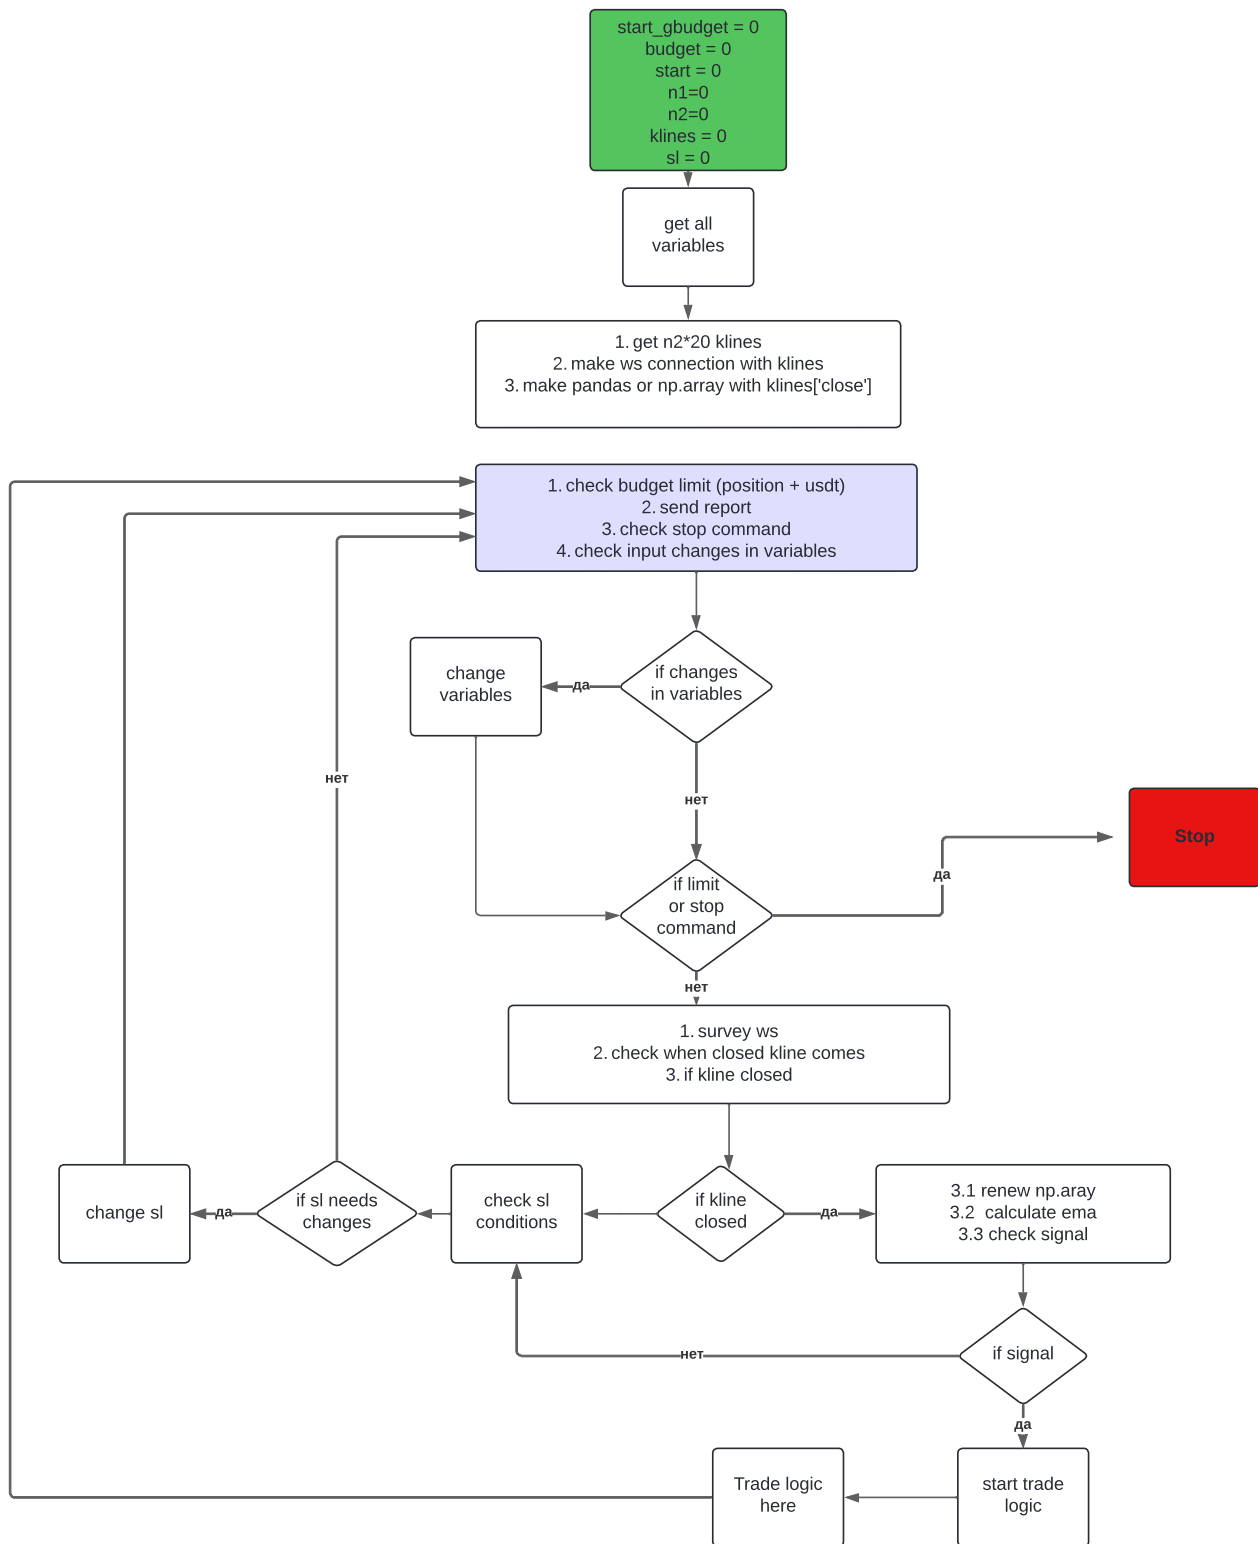 start_gbudget = 0
budget = 0
start = 0
n1=0
n2=0
klines = 0
sl = 0
get all
variables
1. get n2*20 klines
2. make ws connection with klines
3. make pandas or np.array with klines['close']
1. check budget limit (position + usdt)
2. send report
3. check stop command
4. check input changes in variables
change
variables
да
if changes
in variables
нет
нет
Stop
да
if limit
or stop
command
нет
1. survey ws
2. check when closed kline comes
3. if kline closed
change sl
да
if sl needs
changes
check sl
conditions
if kline
closed
да
3.1 renew np.aray
3.2  calculate ema
3.3 check signal
нет
if signal
да
Trade logic
here
start trade
logic